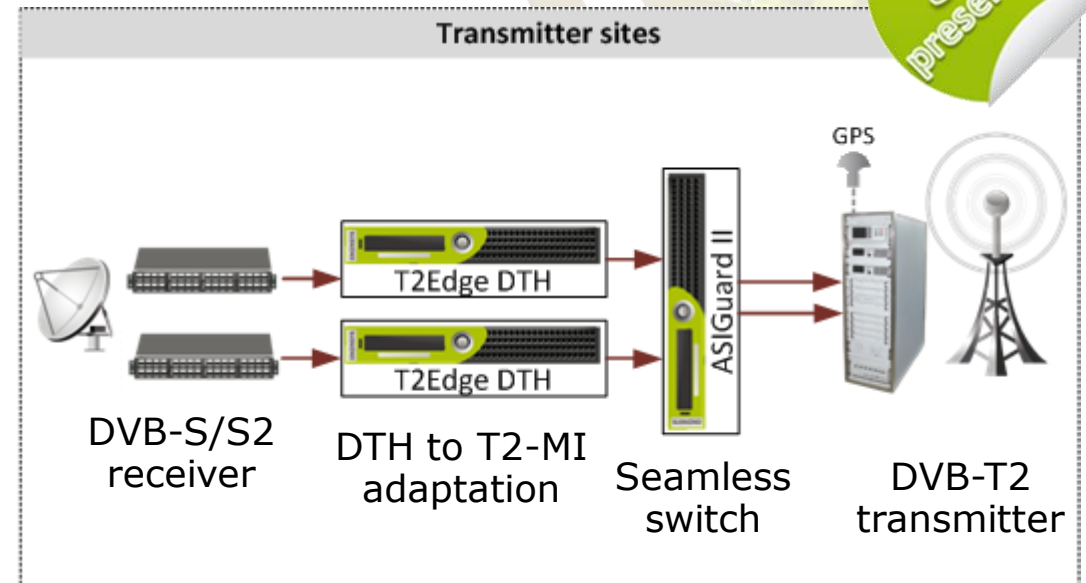 Transmitter sites
GPS
T2Edge DTH
T2Edge DTH
ASIGuard II
DVB-S/S2
receiver
DTH to T2-MI
adaptation
Seamless
switch
DVB-T2
transmitter